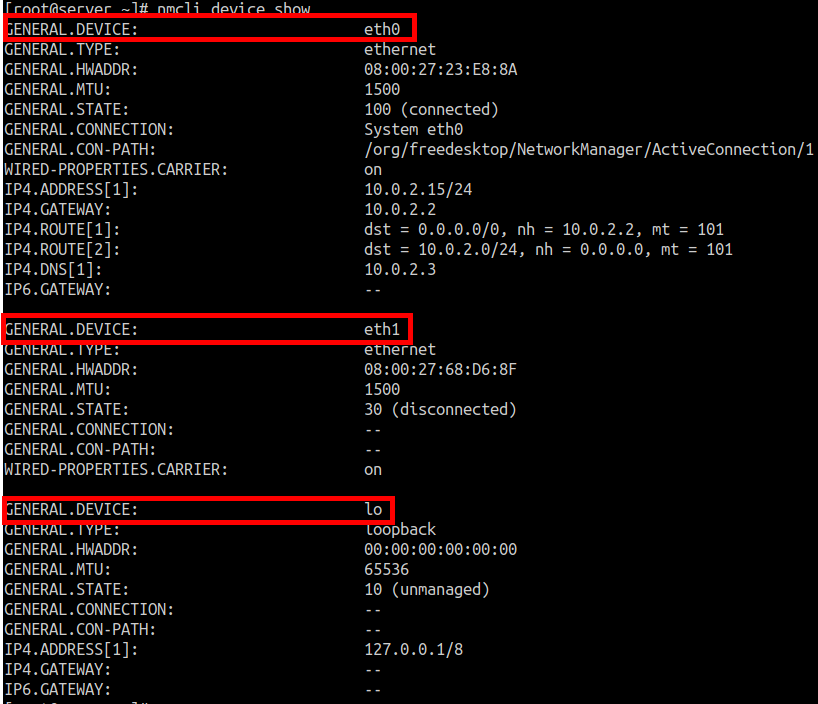 [root@server ~]# nmcli device show
GENERAL.DEVICE: eth0
GENERAL.TYPE: ethernet
GENERAL.HWADDR: 08:00:27:23:E8:8A
GENERAL.MTU: 1500
GENERAL.STATE: 100 (connected)
GENERAL.CONNECTION: System eth0
GENERAL.CON-PATH: /org/freedesktop/NetworkManager/ActiveConnection/1
WIRED-PROPERTIES.CARRIER: on
IP4.ADDRESS[1]: 10.0.2.15/24
IP4.GATEWAY: 10.0.2.2
IP4.ROUTE[1]: dst = 0.0.0.0/0, nh = 10.0.2.2, mt = 101
IP4.ROUTE[2]: dst = 10.0.2.0/24, nh = 0.0.0.0, mt = 101
IP4.DNS[1]: 10.0.2.3
IP6.GATEWAY: --
GENERAL.DEVICE: eth1
GENERAL.TYPE: ethernet
GENERAL.HWADDR: 08:00:27:68:D6:8F
GENERAL.MTU: 1500
GENERAL.STATE: 30 (disconnected)
GENERAL.CONNECTION: --
GENERAL.CON-PATH: --
WIRED-PROPERTIES.CARRIER: on
GENERAL.DEVICE: lo
GENERAL.TYPE: loopback
GENERAL.HWADDR: 00:00:00:00:00:00
GENERAL.MTU: 65536
GENERAL.STATE: 10 (unmanaged)
GENERAL.CONNECTION: --
GENERAL.CON-PATH: --
IP4.ADDRESS[1]: 127.0.0.1/8
IP4.GATEWAY: --
IP6.GATEWAY: --